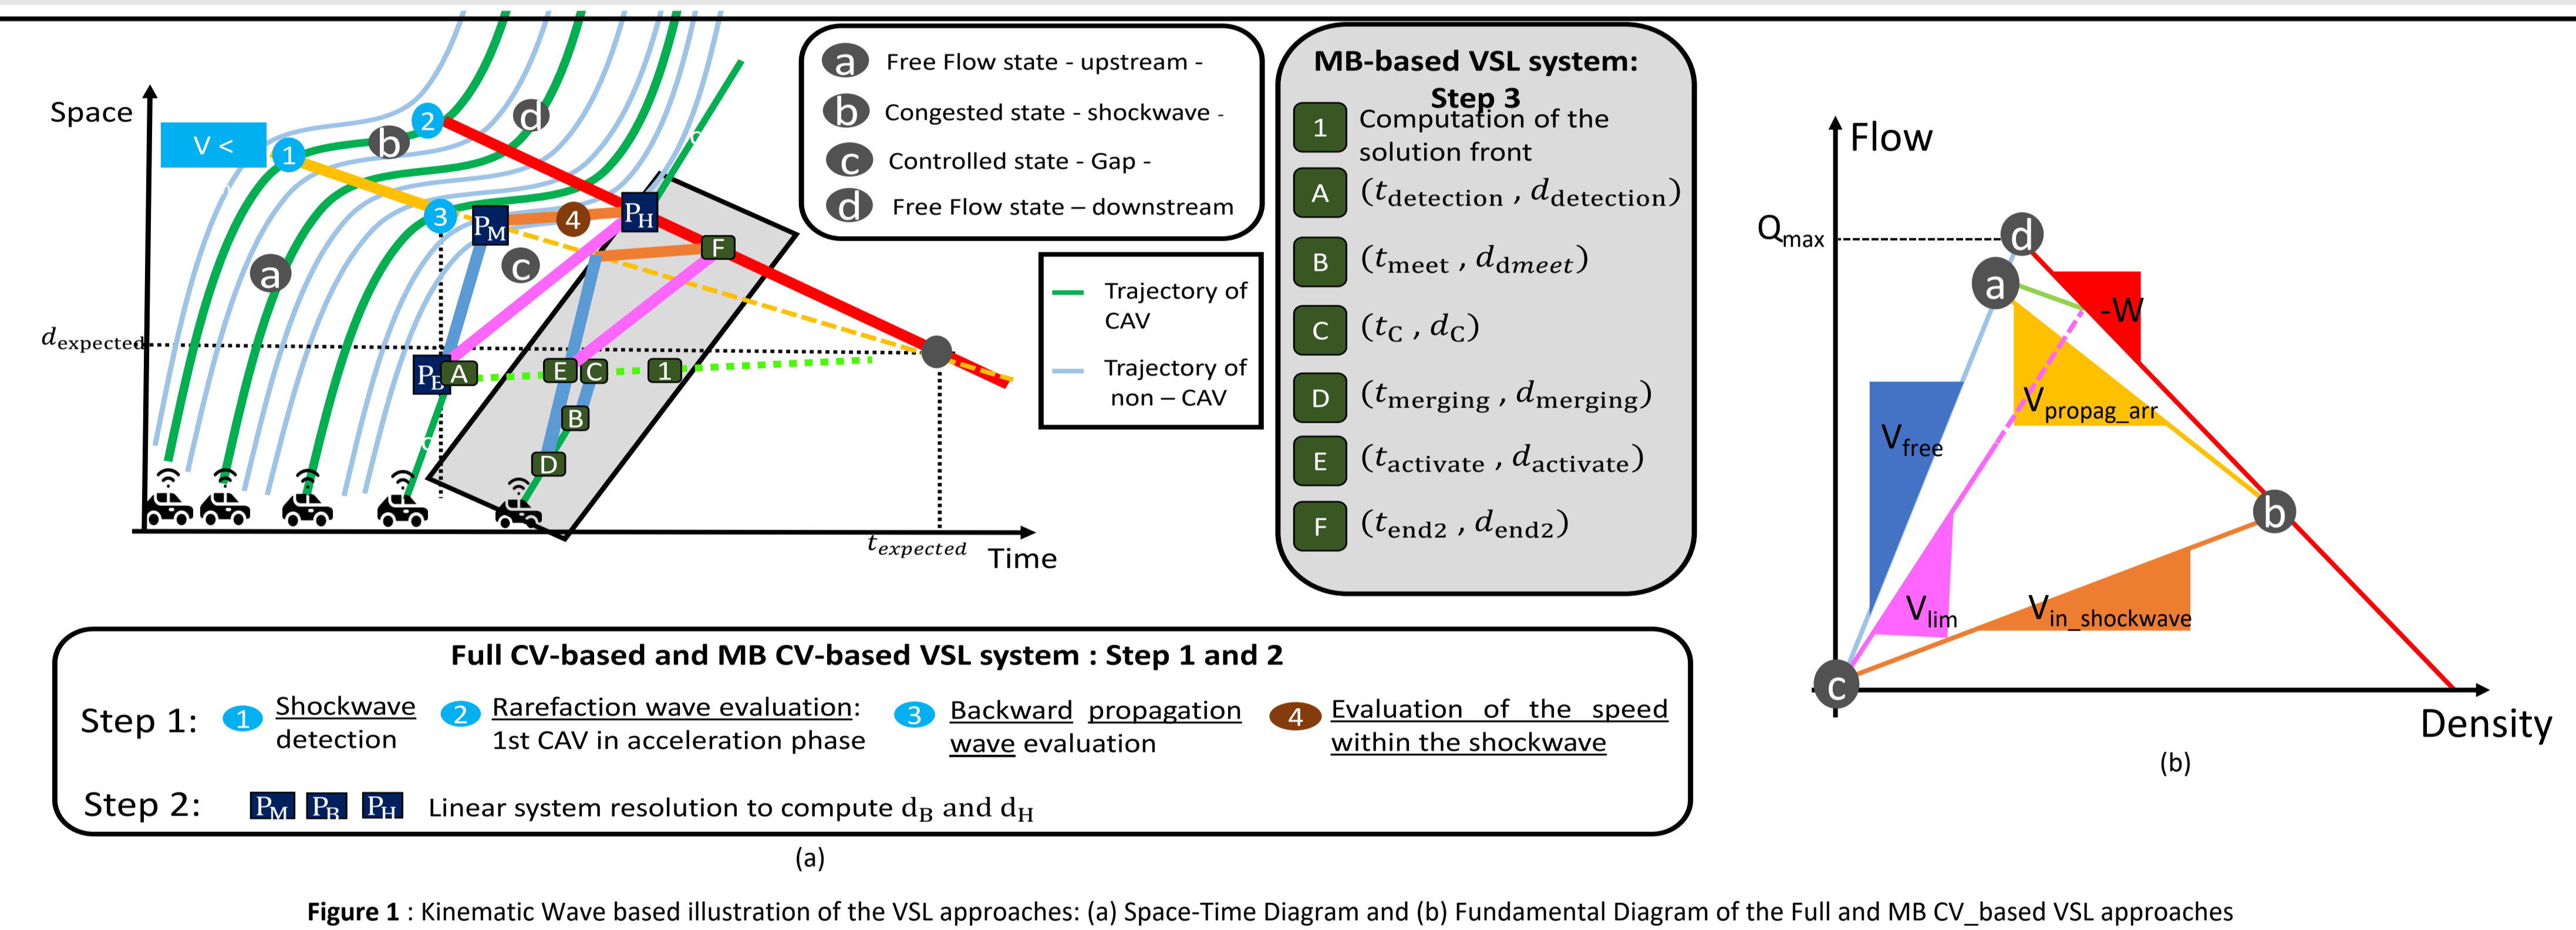 Space
V <
1
2
3
4
a
b
c
d
P_M
P_H
P_B
A
E
C
1
B
D
F
d_expected
t_expected
Time
a Free Flow state - upstream -
b Congested state - shockwave -
c Controlled state - Gap -
d Free Flow state – downstream
Trajectory of
CAV
Trajectory of
non – CAV
MB-based VSL system:
Step 3
1 Computation of the
solution front
A (t_detection , d_detection)
B (t_meet , d_dmeet)
C (t_C , d_C)
D (t_merging , d_merging)
E (t_activate , d_activate)
F (t_end2 , d_end2)
Full CV-based and MB CV-based VSL system : Step 1 and 2
Step 1: 1 Shockwave
detection
2 Rarefaction wave evaluation:
1st CAV in acceleration phase
3 Backward propagation
wave evaluation
4 Evaluation of the speed
within the shockwave
Step 2: P_M P_B P_H Linear system resolution to compute d_B and d_H
(a)
Flow
Q_max
d
a
-W
V_propag_arr
V_free
b
V_lim
V_in_shockwave
c
Density
(b)
Figure 1 : Kinematic Wave based illustration of the VSL approaches: (a) Space-Time Diagram and (b) Fundamental Diagram of the Full and MB CV_based VSL approaches